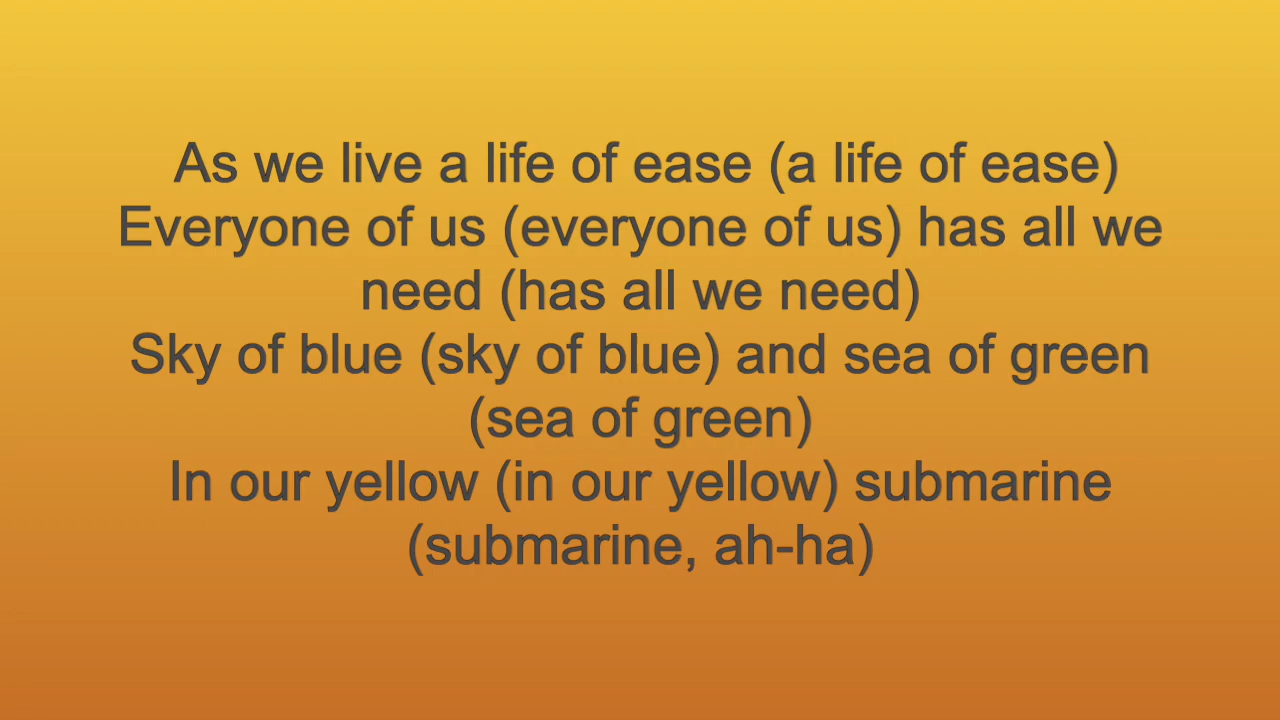 As we live a life of ease (a life of ease)
Everyone of us (everyone of us) has all we
need (has all we need)
Sky of blue (sky of blue) and sea of green
(sea of green)
In our yellow (in our yellow) submarine
(submarine, ah-ha)